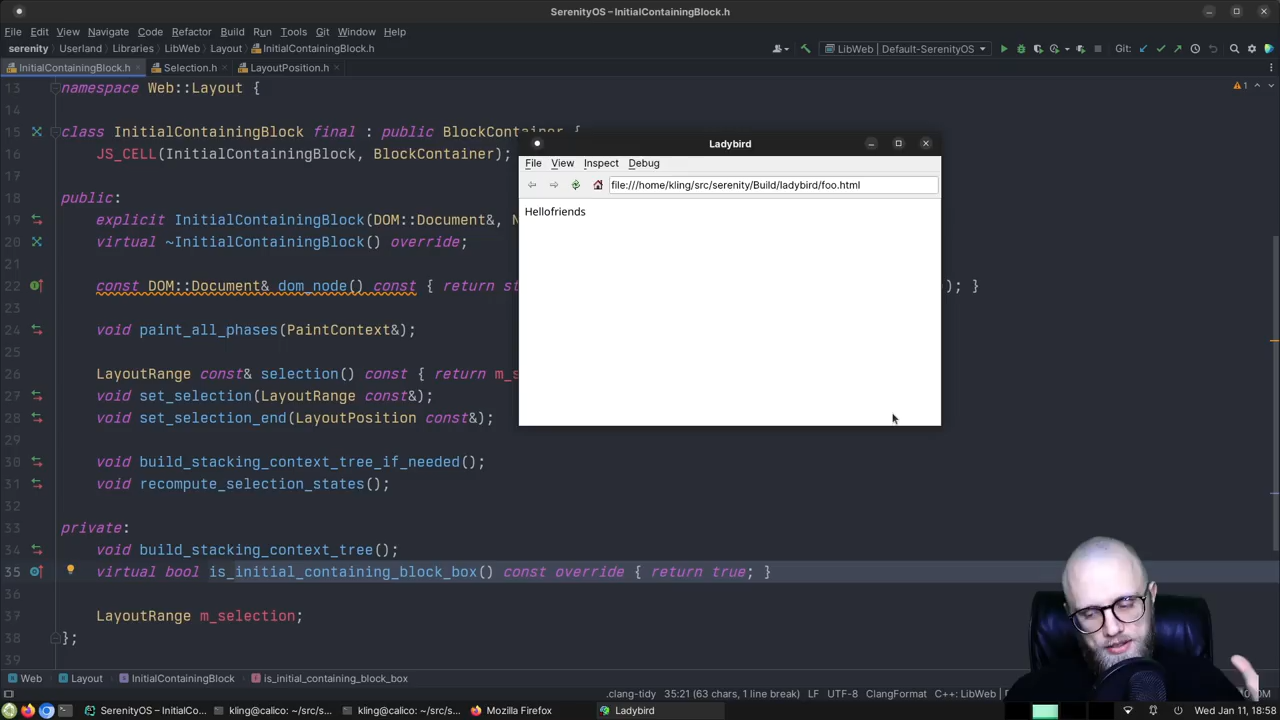 SerenityOS – InitialContainingBlock.h
File Edit View Navigate Code Refactor Build Run Tools Git Window Help
serenity Userland Libraries LibWeb Layout InitialContainingBlock.h
LibWeb | Default-SerenityOS
Git:
InitialContainingBlock.h Selection.h LayoutPosition.h
13 namespace Web::Layout {
1
14
15 class InitialContainingBlock final : public BlockContainer {
16 JS_CELL(InitialContainingBlock, BlockContainer);
17
18 public:
19 explicit InitialContainingBlock(DOM::Document&, N
20 virtual ~InitialContainingBlock() override;
21
22 const DOM::Document& dom_node() const { return st ); }
23
24 void paint_all_phases(PaintContext&);
25
26 LayoutRange const& selection() const { return m_s
27 void set_selection(LayoutRange const&);
28 void set_selection_end(LayoutPosition const&);
29
30 void build_stacking_context_tree_if_needed();
31 void recompute_selection_states();
32
33 private:
34 void build_stacking_context_tree();
35 virtual bool is_initial_containing_block_box() const override { return true; }
37 LayoutRange m_selection;
38 };
39
Ladybird
File View Inspect Debug
file:///home/kling/src/serenity/Build/ladybird/foo.html
Hellofriends
Web Layout InitialContainingBlock is_initial_containing_block_box
.clang-tidy 35:21 (63 chars, 1 line break) LF UTF-8 ClangFormat C++: LibWeb |
SerenityOS – InitialCo... kling@calico: ~/src/s... kling@calico: ~/src/s... Mozilla Firefox Ladybird
Wed Jan 11, 18:58